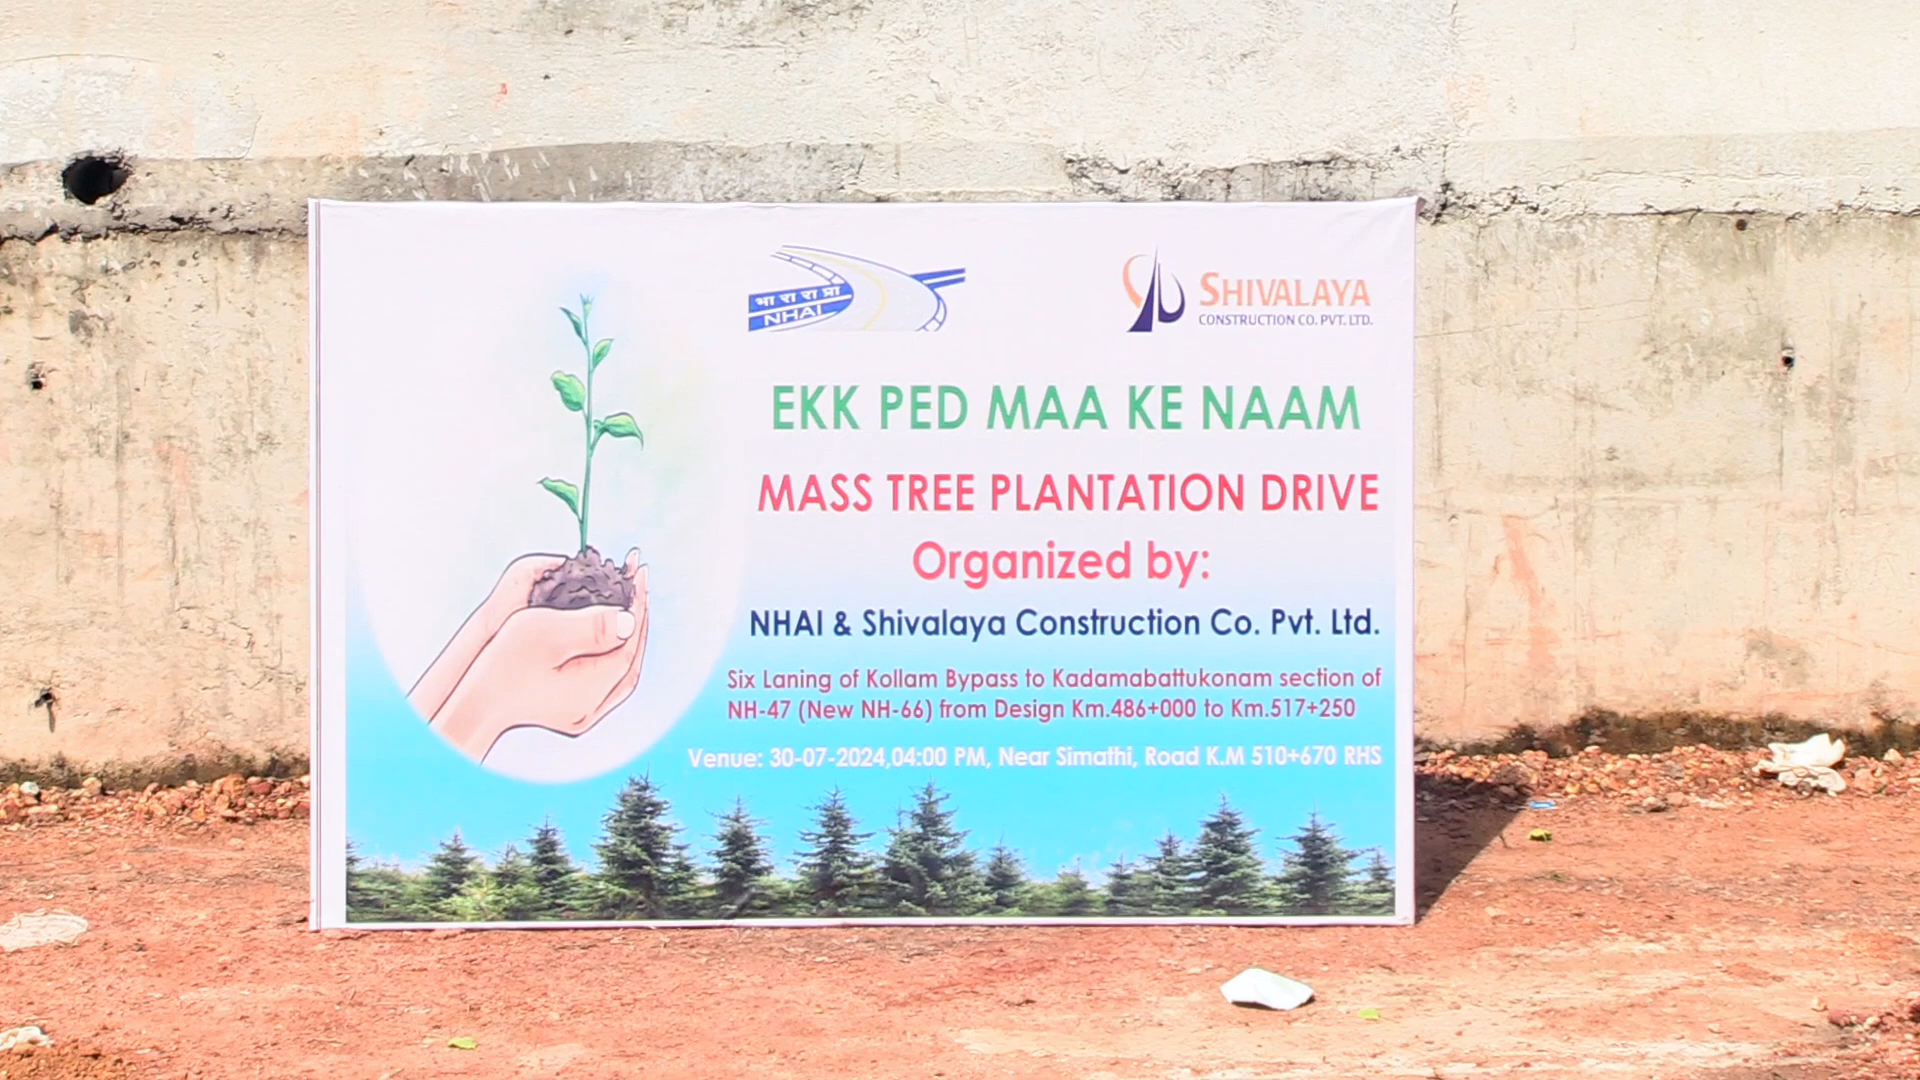 भा रा रा प्रा
NHAI
SHIVALAYA
CONSTRUCTION CO. PVT. LTD.
EKK PED MAA KE NAAM
MASS TREE PLANTATION DRIVE
Organized by:
NHAI & Shivalaya Construction Co. Pvt. Ltd.
Six Laning of Kollam Bypass to Kadamabattukonam section of
NH-47 (New NH-66) from Design Km.486+000 to Km.517+250
Venue: 30-07-2024,04:00 PM, Near Simathi, Road K.M 510+670 RHS